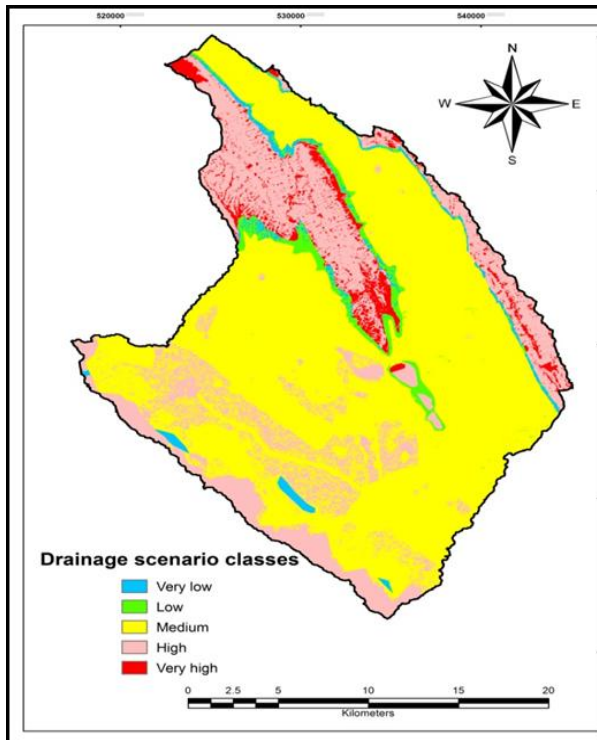 520000 530000 540000
N
W E
S
Drainage scenario classes
Very low
Low
Medium
High
Very high
0 2.5 5 10 15 20
Kilometers